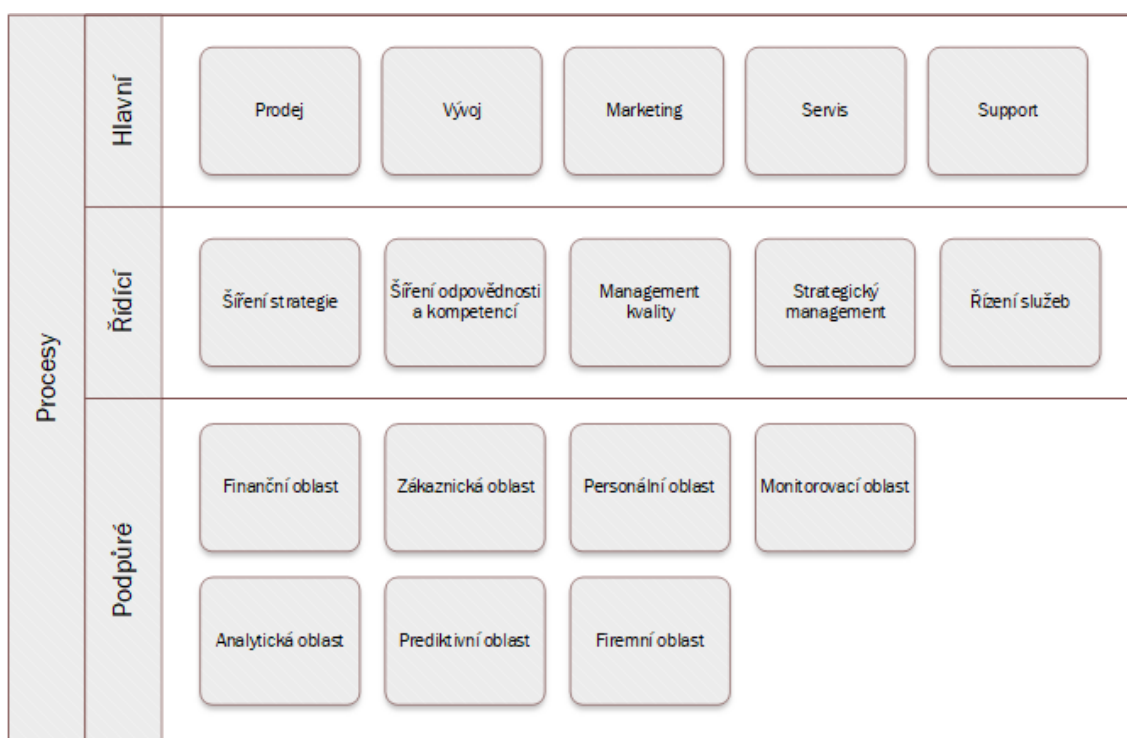 Procesy
Hlavní
Prodej
Vývoj
Marketing
Servis
Support
Řídící
Šíření strategie
Šíření odpovědnosti
a kompetencí
Management
kvality
Strategický
management
Řízení služeb
Podpůré
Finanční oblast
Zákaznická oblast
Personální oblast
Monitorovací oblast
Analytická oblast
Prediktivní oblast
Firemní oblast